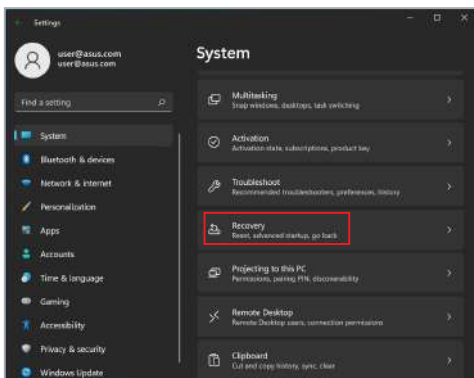 Settings
user@asus.com
user@asus.com
Find a setting
System
Bluetooth & devices
Network & internet
Personalization
Apps
Accounts
Time & language
Gaming
Accessibility
Privacy & security
Windows Update
System
Multitasking
Snap windows, desktops, task switching
Activation
Activation state, subscriptions, product key
Troubleshoot
Recommended troubleshooters, preferences, history
Recovery
Reset, advanced startup, go back
Projecting to this PC
Permissions, pairing PIN, discoverability
Remote Desktop
Remote Desktop users, connection permissions
Clipboard
Cut and copy history, sync, clear